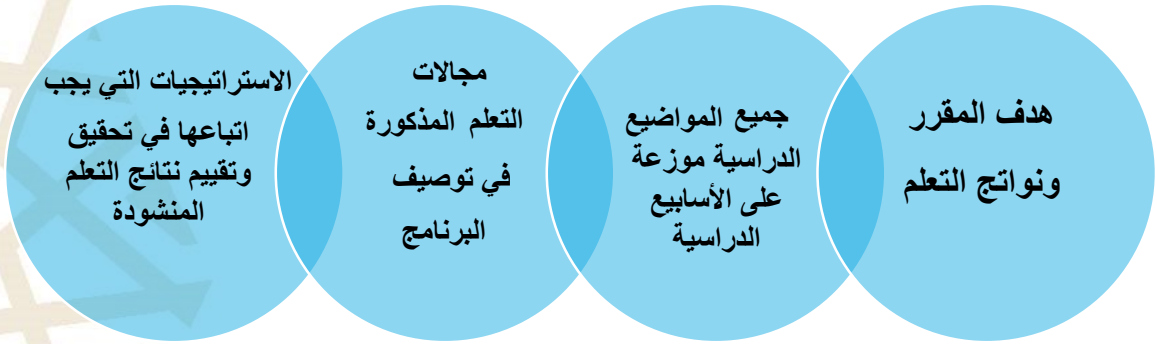 هدف المقرر
ونواتج التعلم
جميع المواضيع
الدراسية موزعة
على الأسابيع
الدراسية
مجالات
التعلم المذكورة
في توصيف
البرنامج
الاستراتيجيات التي يجب
اتباعها في تحقيق
وتقييم نتائج التعلم
المنشودة